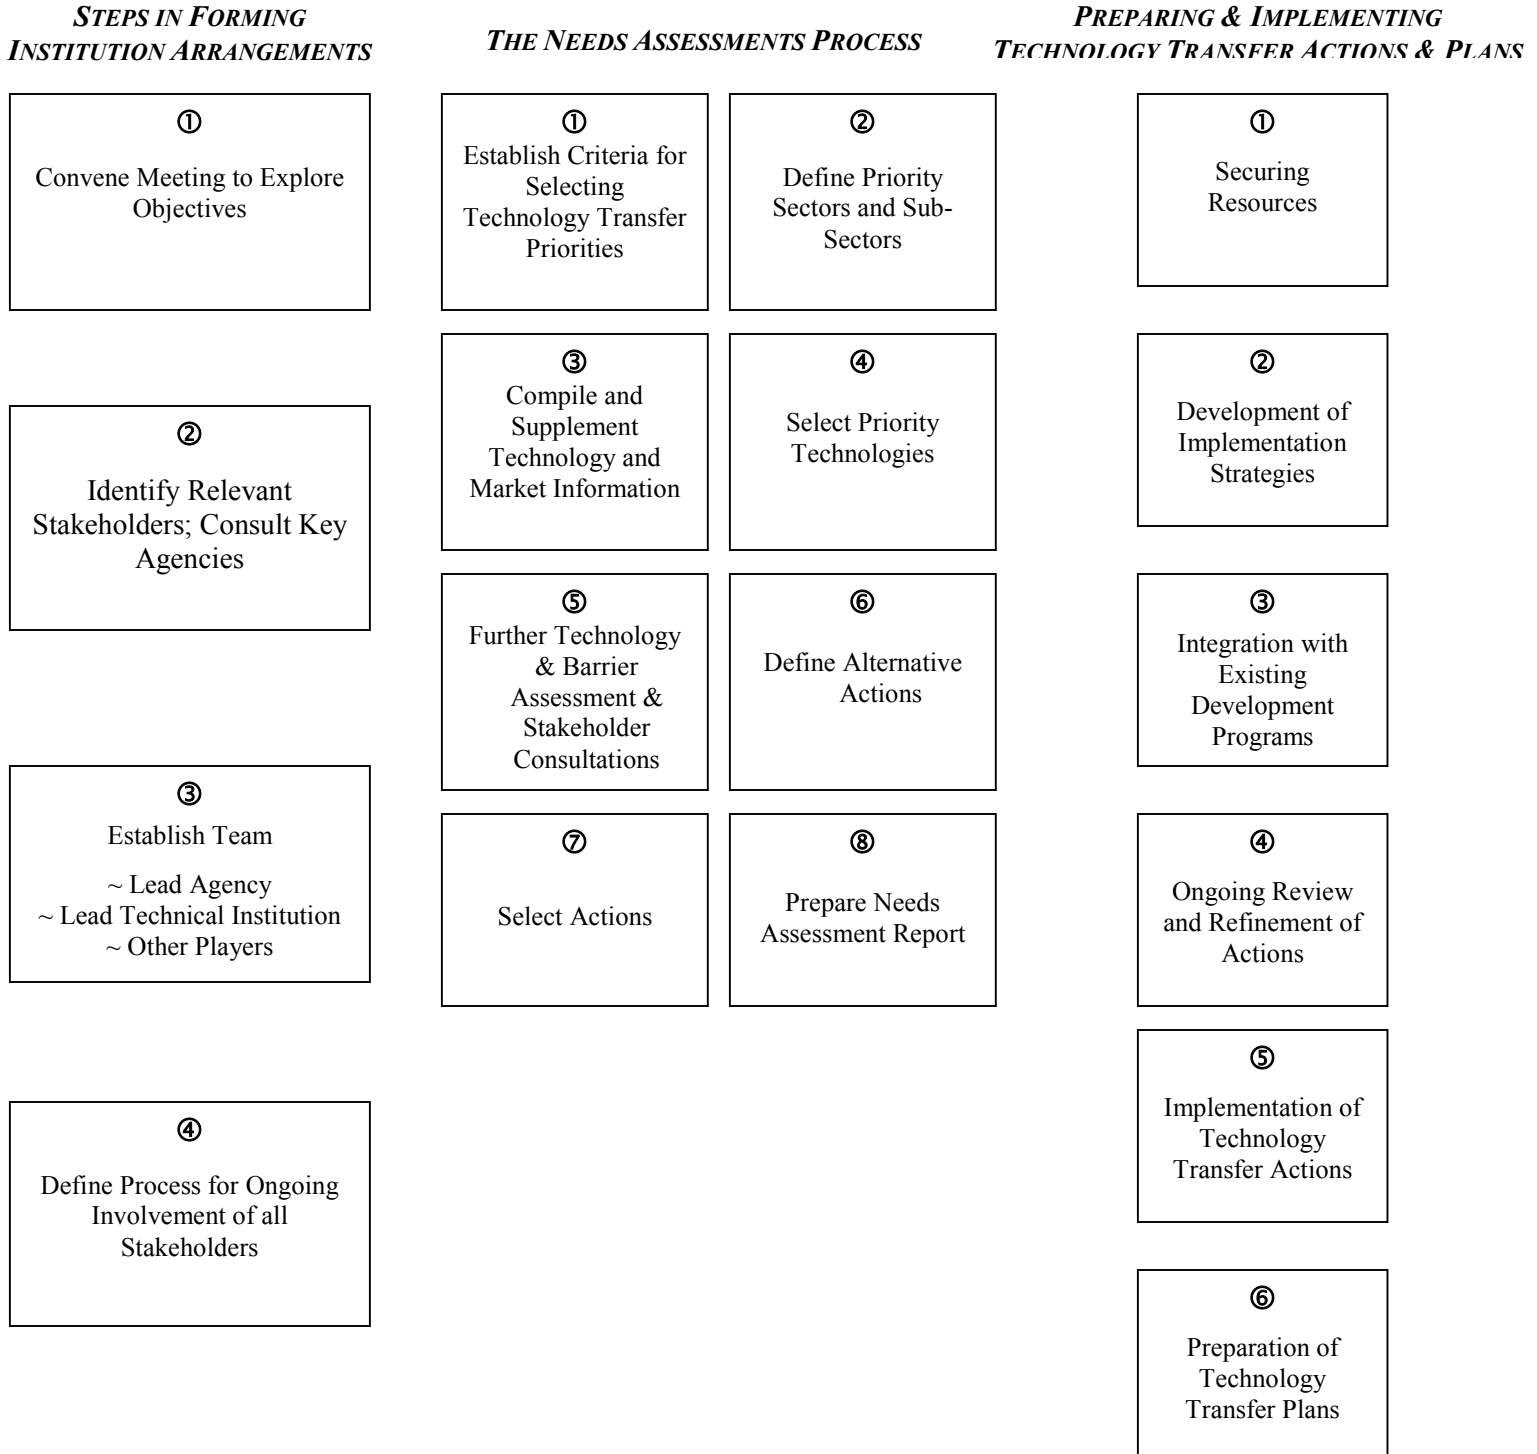 STEPS IN FORMING
INSTITUTION ARRANGEMENTS
①
Convene Meeting to Explore
Objectives
②
Identify Relevant
Stakeholders; Consult Key
Agencies
③
Establish Team
~ Lead Agency
~ Lead Technical Institution
~ Other Players
④
Define Process for Ongoing
Involvement of all
Stakeholders
THE NEEDS ASSESSMENTS PROCESS
①
Establish Criteria for
Selecting
Technology Transfer
Priorities
②
Define Priority
Sectors and Sub-
Sectors
③
Compile and
Supplement
Technology and
Market Information
④
Select Priority
Technologies
⑤
Further Technology
& Barrier
Assessment &
Stakeholder
Consultations
⑥
Define Alternative
Actions
⑦
Select Actions
⑧
Prepare Needs
Assessment Report
PREPARING & IMPLEMENTING
TECHNOLOGY TRANSFER ACTIONS & PLANS
①
Securing
Resources
②
Development of
Implementation
Strategies
③
Integration with
Existing
Development
Programs
④
Ongoing Review
and Refinement of
Actions
⑤
Implementation of
Technology
Transfer Actions
⑥
Preparation of
Technology
Transfer Plans